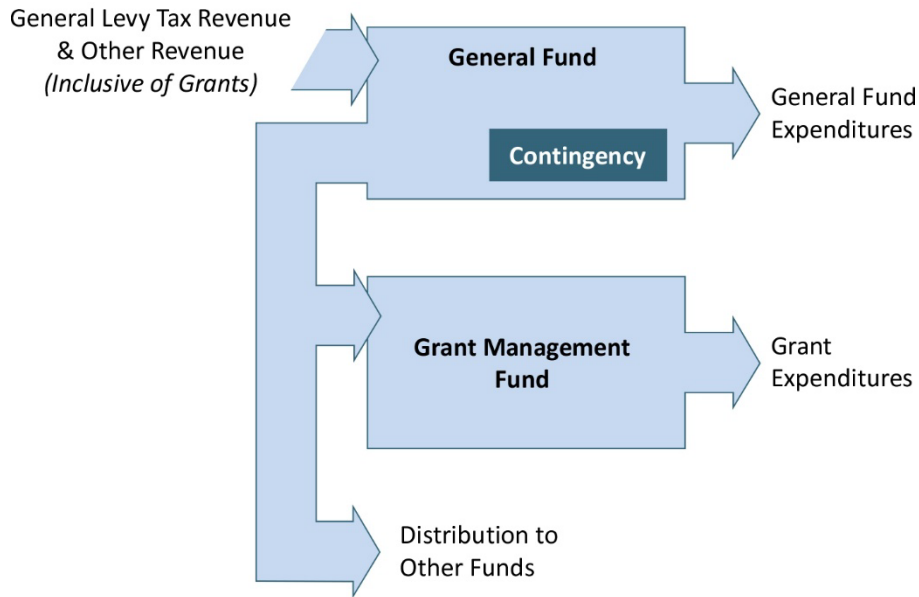 General Levy Tax Revenue
& Other Revenue
(Inclusive of Grants)
General Fund
Contingency
General Fund
Expenditures
Grant Management
Fund
Grant
Expenditures
Distribution to
Other Funds